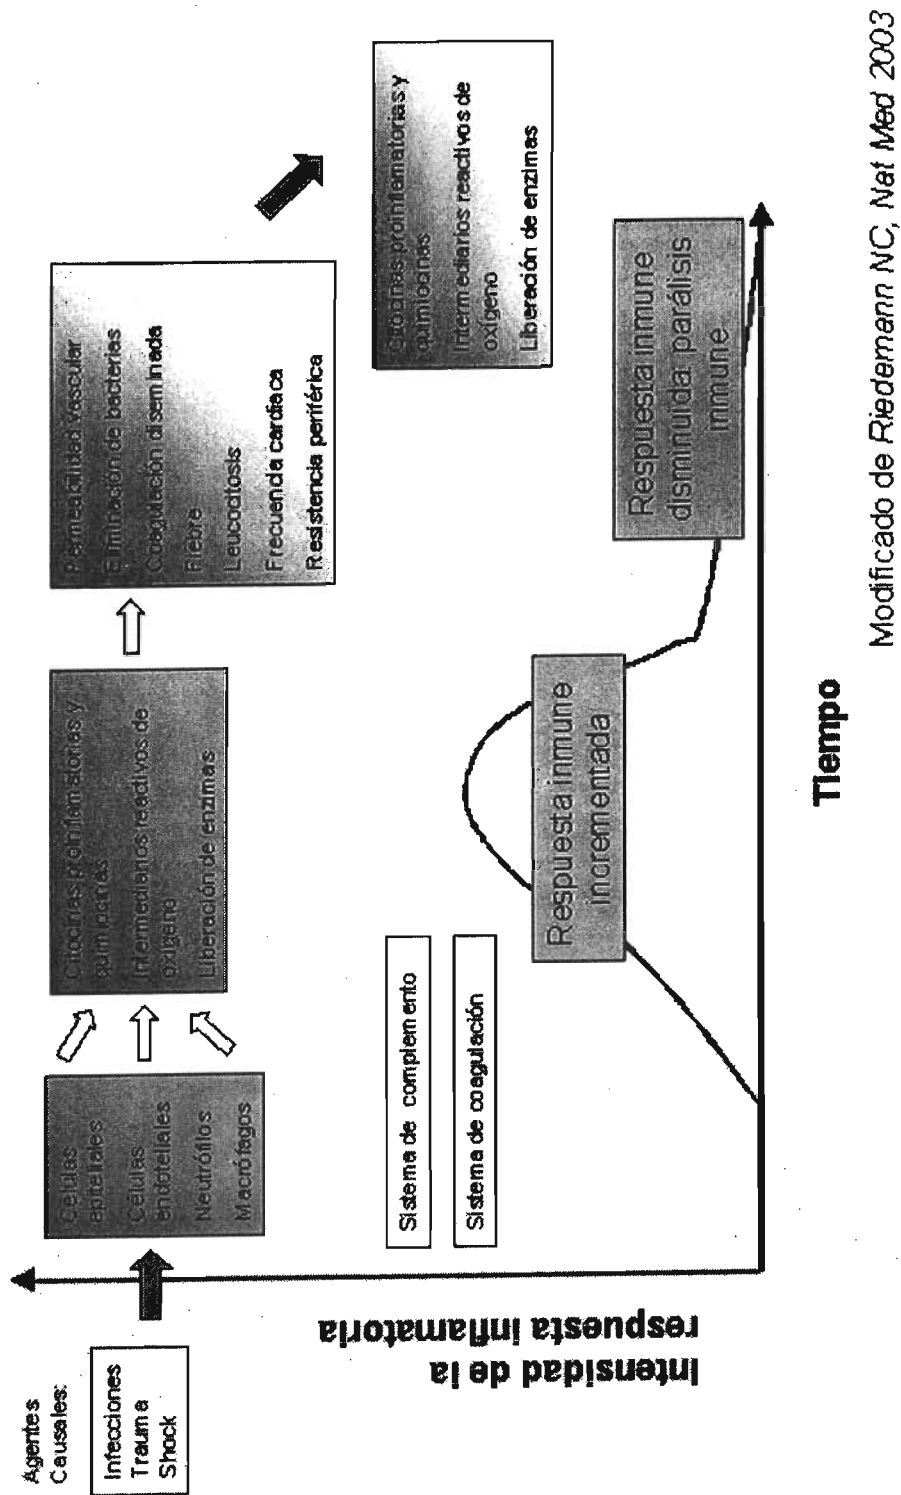 Agentes
Causales:
Infecciones
Trauma
Shock
Células
epiteliales
Células
endoteliales
Neutrófilos
Macrófagos
Citocinas proinflamatorias y
quimiocinas
Intermediarios reactivos de
oxígeno
Liberación de enzimas
Permeabilidad vascular
Eliminación de bacterias
Coagulación diseminada
Fiebre
Leucocitosis
Frecuencia cardiaca
Resistencia periférica
Citocinas proinflamatorias y
quimiocinas
Intermediarios reactivos de
oxígeno
Liberación de enzimas
Sistema de complemento
Sistema de coagulación
Respuesta inmune
incrementada
Respuesta inmune
disminuida parálisis
inmune
Intensidad de la
respuesta inflamatoria
Tiempo
Modificado de Riedemann NC, Nat Med 2003